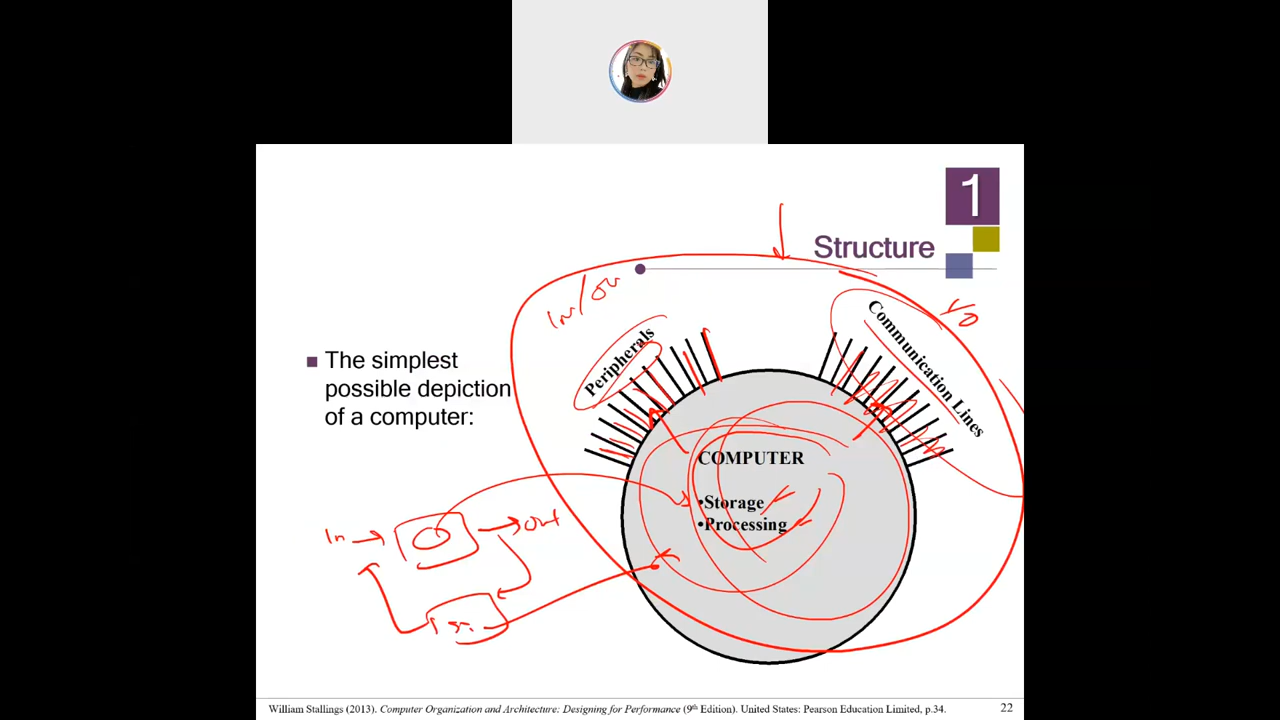 1
Structure
In/Out
I/O
Peripherals
Communication Lines
■ The simplest
possible depiction
of a computer:
COMPUTER
•Storage
•Processing
In
Out
William Stallings (2013). Computer Organization and Architecture: Designing for Performance (9th Edition). United States: Pearson Education Limited, p.34.
22